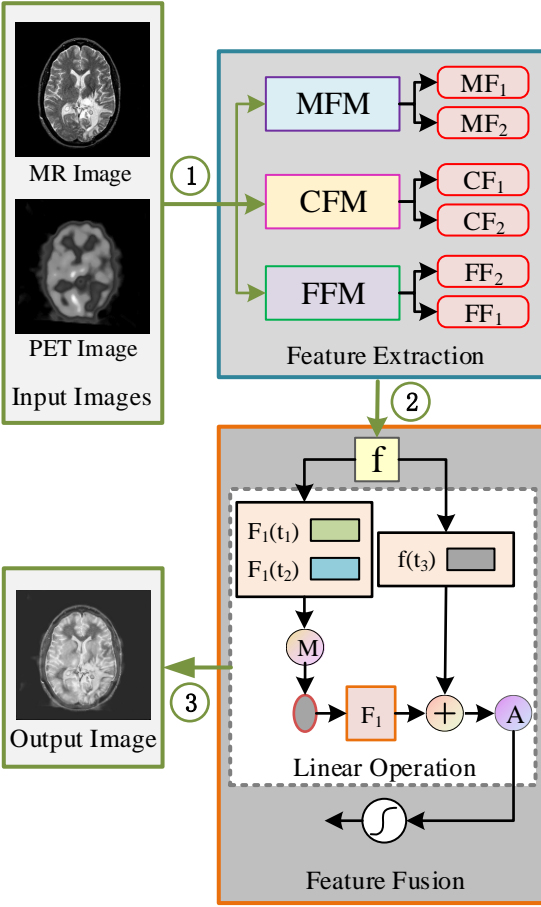 MR Image
PET Image
Input Images
1
MFM
MF₁
MF₂
CFM
CF₁
CF₂
FFM
FF₂
FF₁
Feature Extraction
2
f
F₁(t₁)
F₁(t₂)
f(t₃)
M
F₁
+
A
Linear Operation
Feature Fusion
3
Output Image